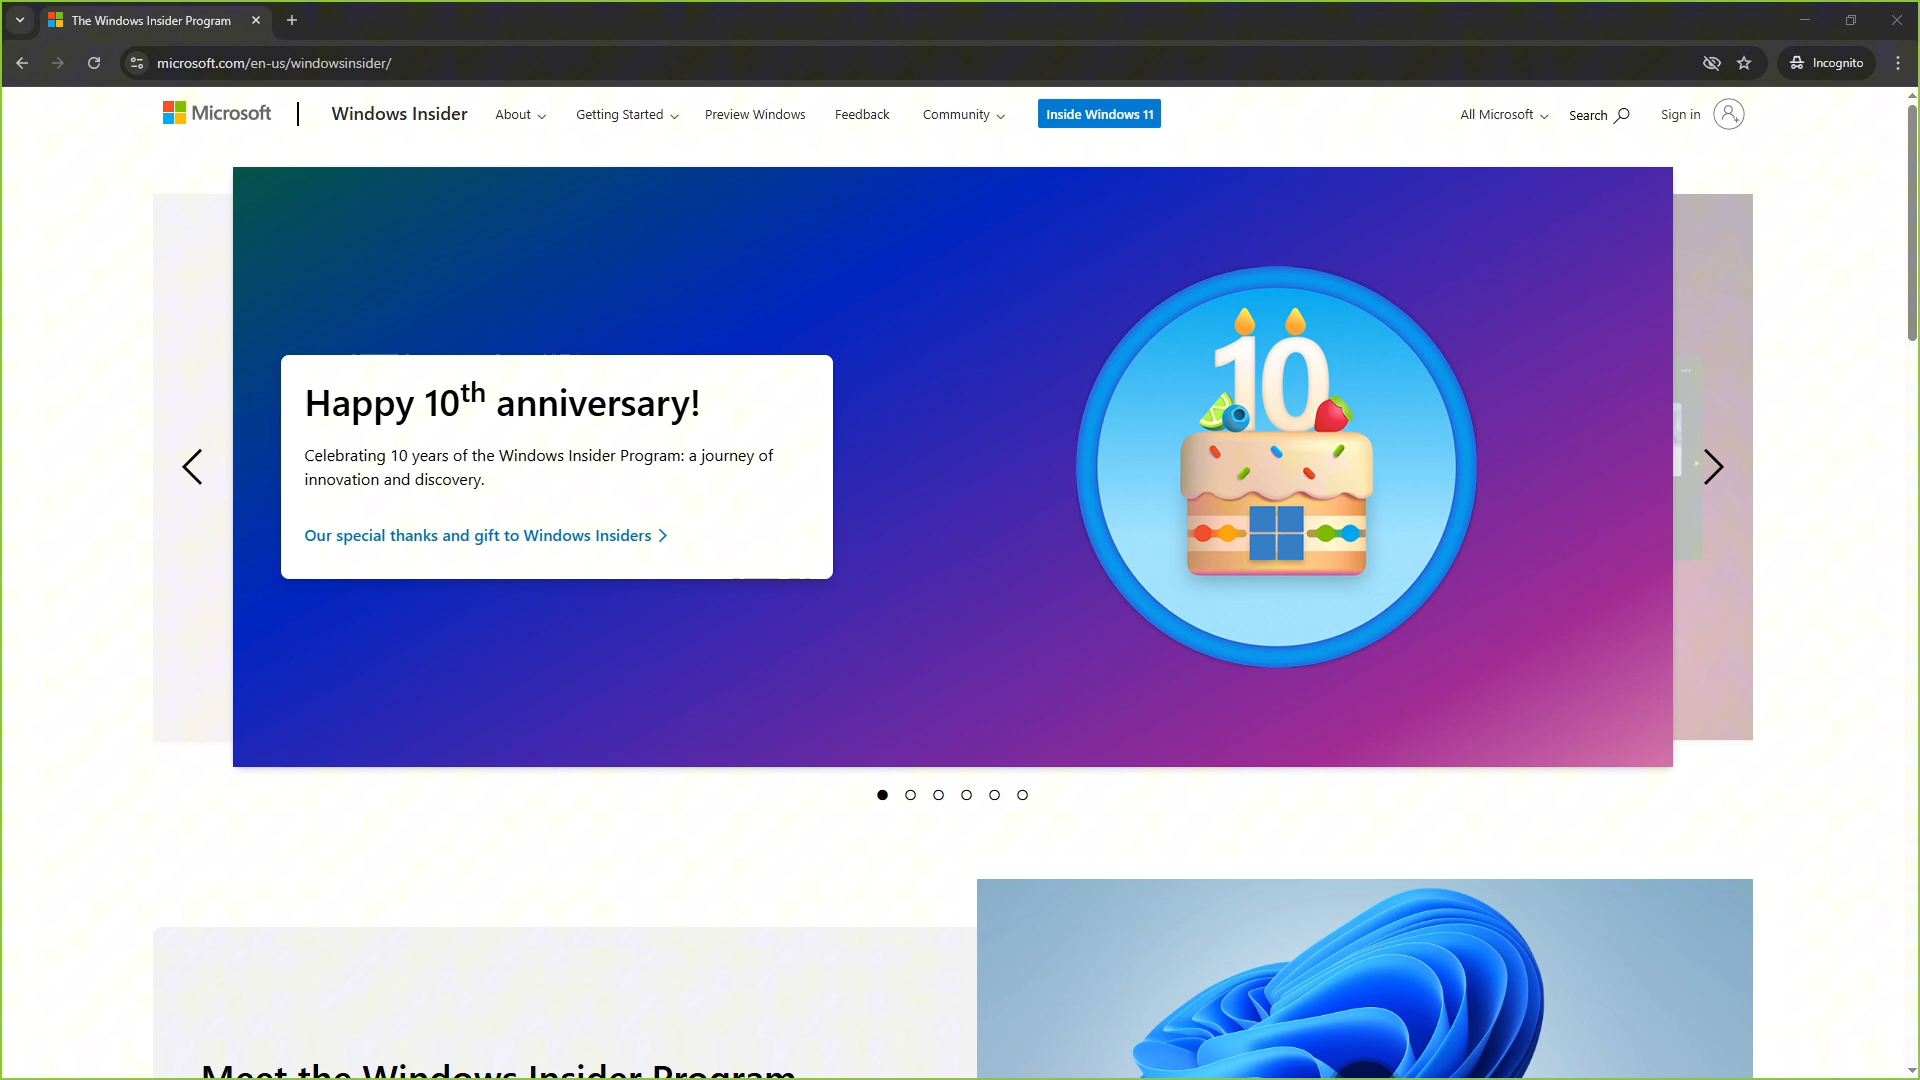 The Windows Insider Program
microsoft.com/en-us/windowsinsider/
Incognito
Microsoft
Windows Insider
About
Getting Started
Preview Windows
Feedback
Community
Inside Windows 11
All Microsoft
Search
Sign in
Happy 10th anniversary!
Celebrating 10 years of the Windows Insider Program: a journey of
innovation and discovery.
Our special thanks and gift to Windows Insiders
10
Meet the Windows Insider Program